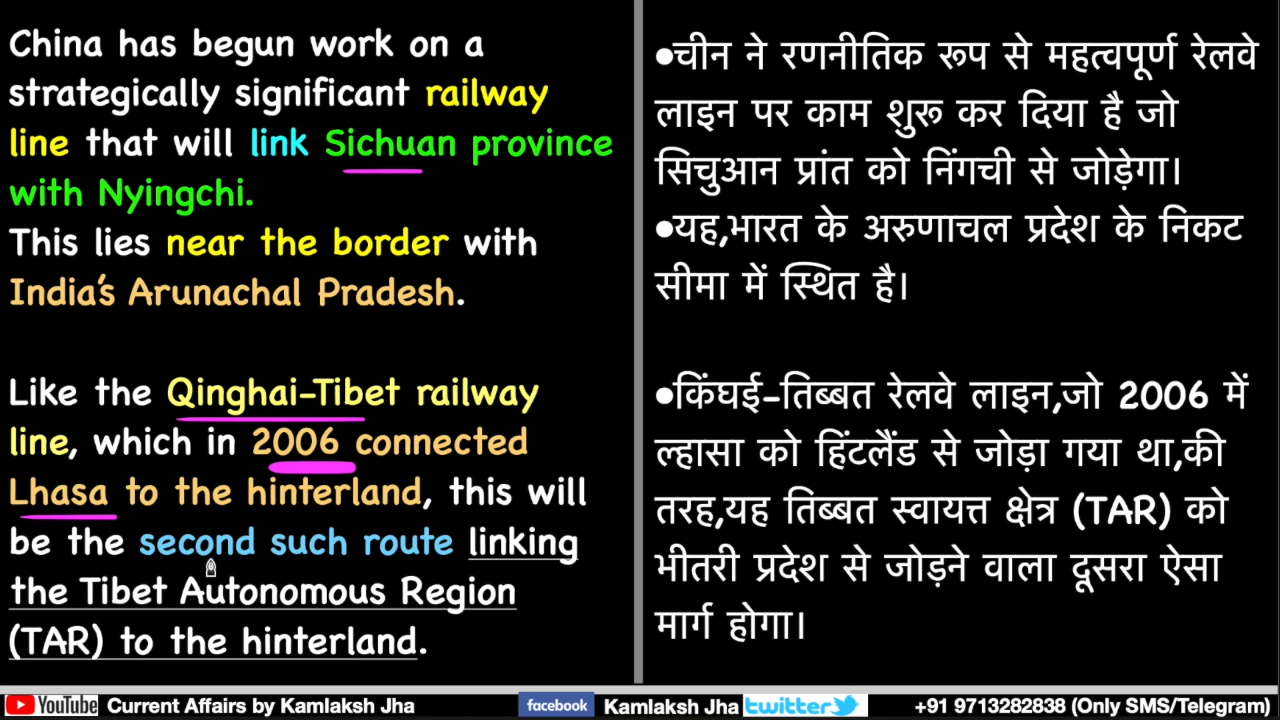 China has begun work on a
strategically significant railway
line that will link Sichuan province
with Nyingchi.
This lies near the border with
India's Arunachal Pradesh.
Like the Qinghai-Tibet railway
line, which in 2006 connected
Lhasa to the hinterland, this will
be the second such route linking
the Tibet Autonomous Region
(TAR) to the hinterland.
•चीन ने रणनीतिक रूप से महत्वपूर्ण रेलवे
लाइन पर काम शुरू कर दिया है जो
सिचुआन प्रांत को निंगची से जोड़ेगा।
•यह,भारत के अरुणाचल प्रदेश के निकट
सीमा में स्थित है।
•किंघई-तिब्बत रेलवे लाइन,जो 2006 में
ल्हासा को हिंटलैंड से जोड़ा गया था,की
तरह,यह तिब्बत स्वायत्त क्षेत्र (TAR) को
भीतरी प्रदेश से जोड़ने वाला दूसरा ऐसा
मार्ग होगा।
YouTube Current Affairs by Kamlaksh Jha facebook Kamlaksh Jha twitter +91 9713282838 (Only SMS/Telegram)